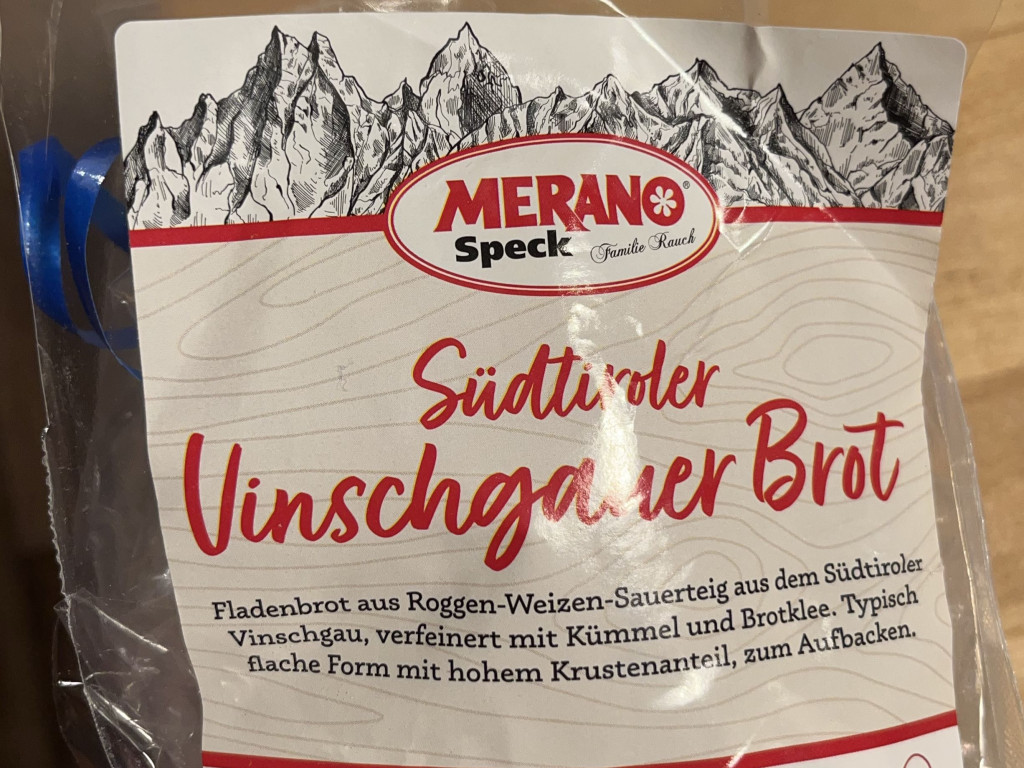 MERANO®
Speck Familie Rauch
Südtiroler
Vinschgauer Brot
Fladenbrot aus Roggen-Weizen-Sauerteig aus dem Südtiroler
Vinschgau, verfeinert mit Kümmel und Brotklee. Typisch
flache Form mit hohem Krustenanteil, zum Aufbacken.